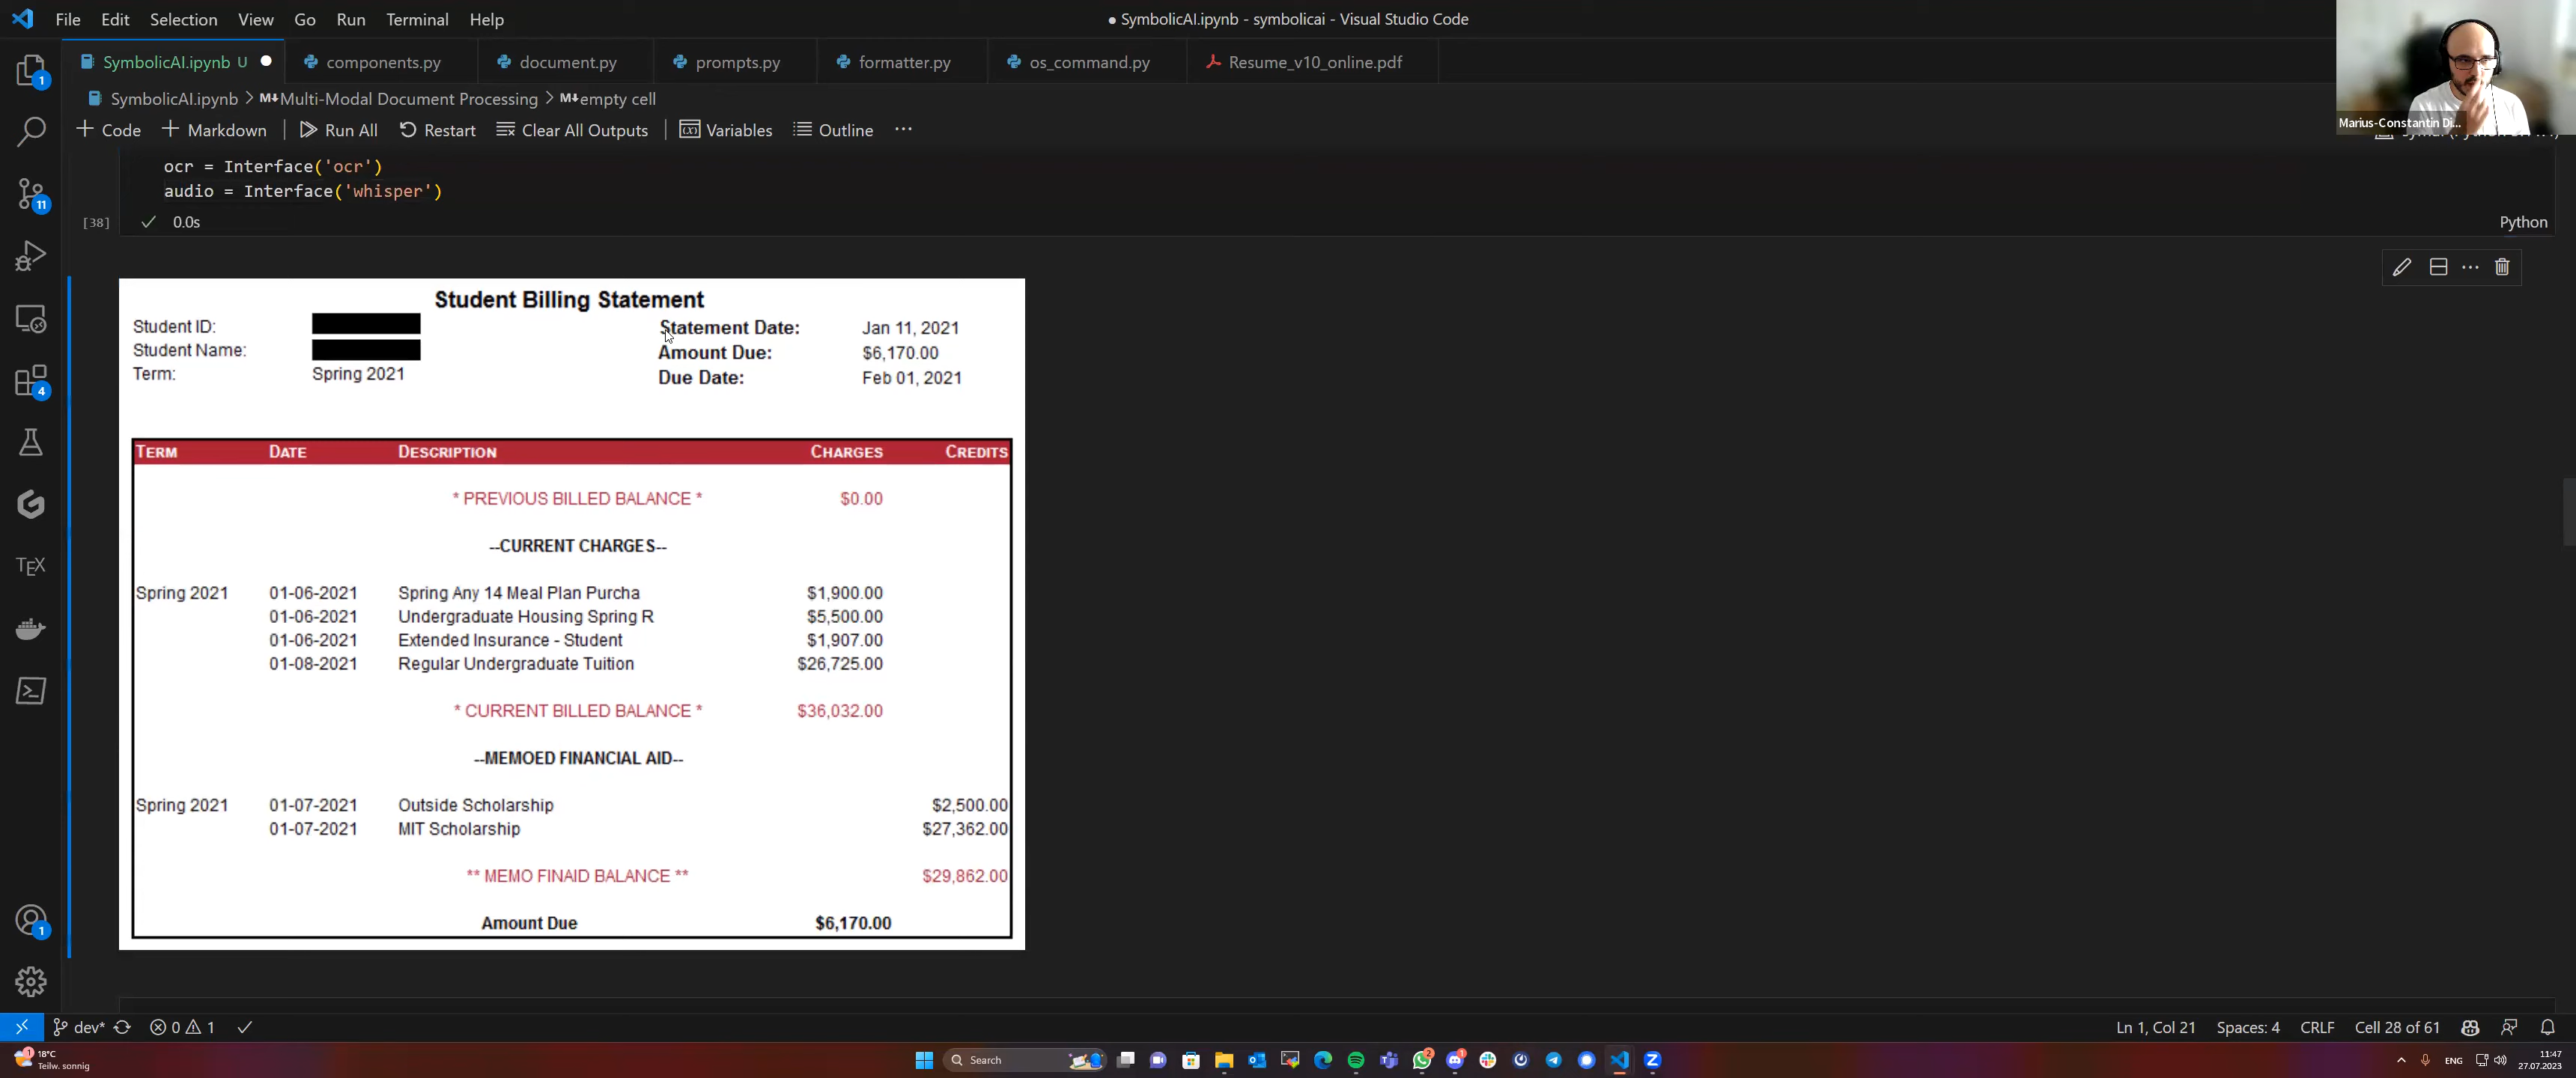 File Edit Selection View Go Run Terminal Help
● SymbolicAI.ipynb - symbolicai - Visual Studio Code
SymbolicAI.ipynb U ● components.py document.py prompts.py formatter.py os_command.py Resume_v10_online.pdf
SymbolicAI.ipynb > M↓Multi-Modal Document Processing > M↓empty cell
+ Code + Markdown | Run All Restart Clear All Outputs | Variables Outline ...
Marius-Constantin Di...
ocr = Interface('ocr')
audio = Interface('whisper')
[38] ✓ 0.0s
Python
Student Billing Statement
Student ID:
Statement Date: Jan 11, 2021
Student Name:
Amount Due: $6,170.00
Term: Spring 2021
Due Date: Feb 01, 2021
TERM DATE DESCRIPTION CHARGES CREDITS
* PREVIOUS BILLED BALANCE * $0.00
--CURRENT CHARGES--
Spring 2021 01-06-2021 Spring Any 14 Meal Plan Purcha $1,900.00
01-06-2021 Undergraduate Housing Spring R $5,500.00
01-06-2021 Extended Insurance - Student $1,907.00
01-08-2021 Regular Undergraduate Tuition $26,725.00
* CURRENT BILLED BALANCE * $36,032.00
--MEMOED FINANCIAL AID--
Spring 2021 01-07-2021 Outside Scholarship $2,500.00
01-07-2021 MIT Scholarship $27,362.00
** MEMO FINAID BALANCE ** $29,862.00
Amount Due $6,170.00
1
11
4
TEX
1
dev* 0 1
Ln 1, Col 21 Spaces: 4 CRLF Cell 28 of 61
18°C
Teilw. sonnig
Search
ENG
11:47
27.07.2023